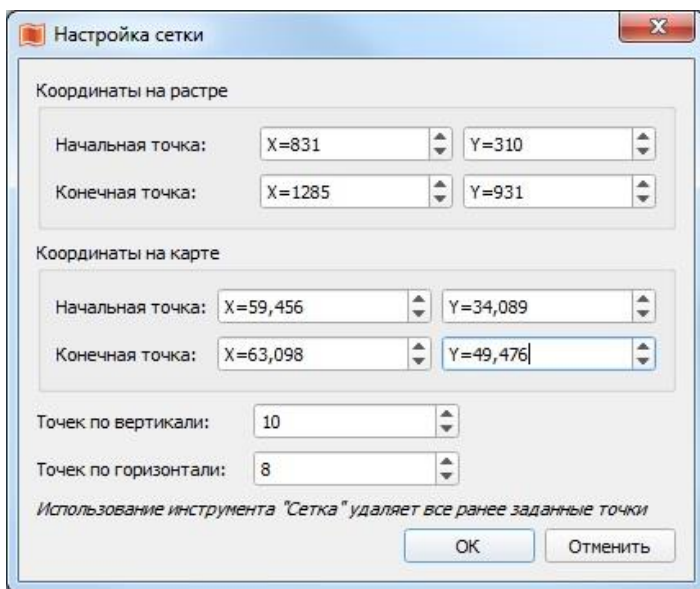 Настройка сетки
Координаты на растре
Начальная точка: X=831 Y=310
Конечная точка: X=1285 Y=931
Координаты на карте
Начальная точка: X=59,456 Y=34,089
Конечная точка: X=63,098 Y=49,476
Точек по вертикали: 10
Точек по горизонтали: 8
Использование инструмента "Сетка" удаляет все ранее заданные точки
OK Отменить